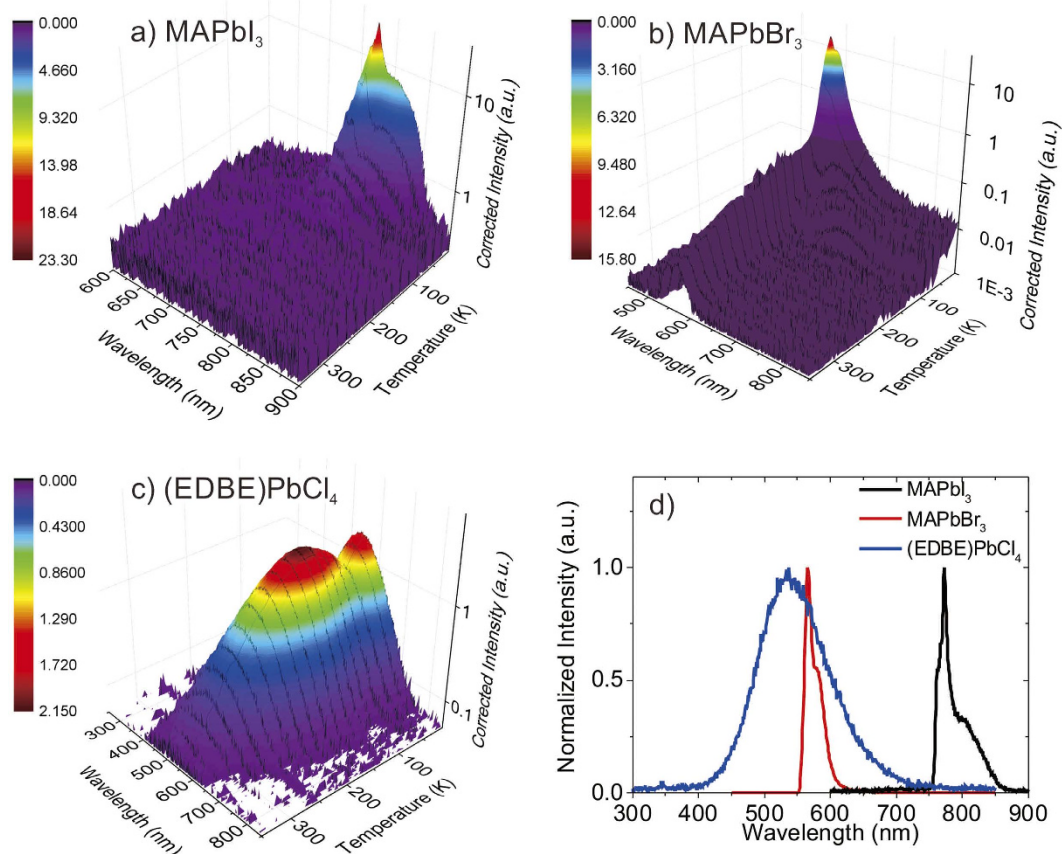 a) MAPbI3
0.000
4.660
9.320
13.98
18.64
23.30
10
1
Corrected Intensity (a.u.)
600
650
700
750
800
850
900
Wavelength (nm)
100
200
300
Temperature (K)
b) MAPbBr3
0.000
3.160
6.320
9.480
12.64
15.80
10
1
0.1
0.01
1E-3
Corrected Intensity (a.u.)
500
600
700
800
Wavelength (nm)
100
200
300
Temperature (K)
c) (EDBE)PbCl4
0.000
0.4300
0.8600
1.290
1.720
2.150
1
0.1
Corrected Intensity (a.u.)
300
400
500
600
700
800
Wavelength (nm)
100
200
300
Temperature (K)
d)
MAPbI3
MAPbBr3
(EDBE)PbCl4
Normalized Intensity (a.u.)
1.0
0.5
0.0
300 400 500 600 700 800 900
Wavelength (nm)